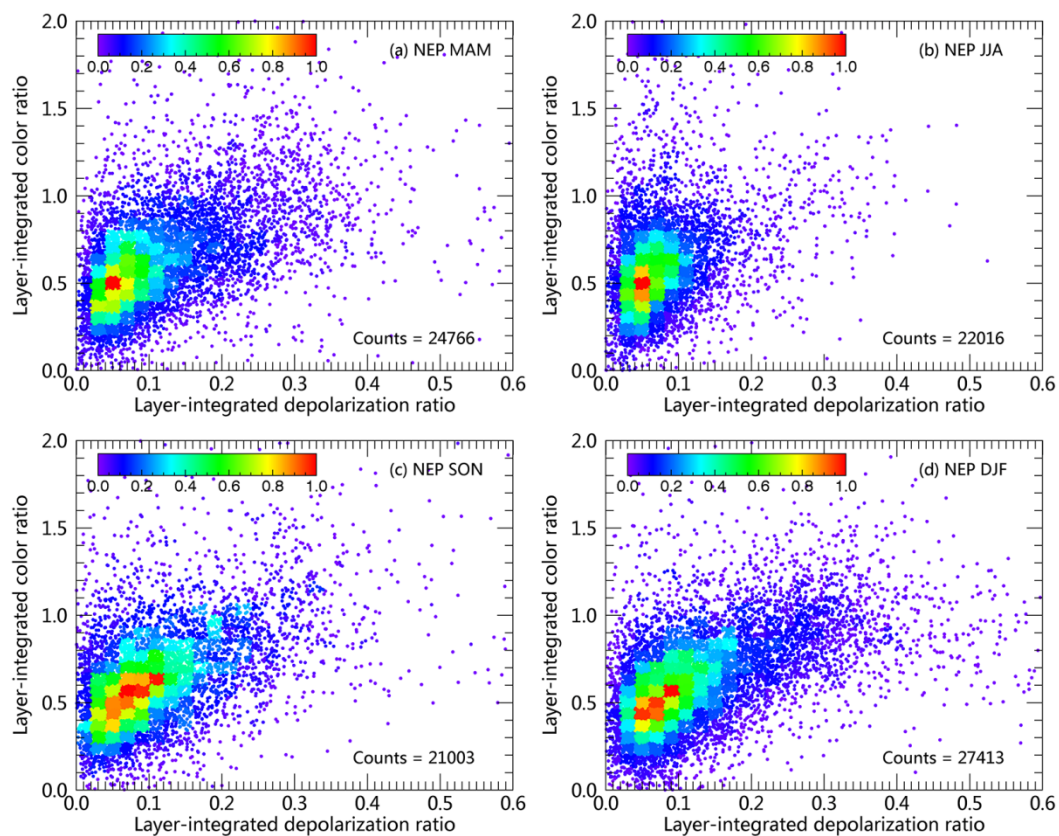 2.0
(a) NEP MAM
0.0 0.2 0.4 0.6 0.8 1.0
1.5
1.0
0.5
0.0
Layer-integrated color ratio
Counts = 24766
0.0 0.1 0.2 0.3 0.4 0.5 0.6
Layer-integrated depolarization ratio
2.0
(b) NEP JJA
0.0 0.2 0.4 0.6 0.8 1.0
1.5
1.0
0.5
0.0
Layer-integrated color ratio
Counts = 22016
0.0 0.1 0.2 0.3 0.4 0.5 0.6
Layer-integrated depolarization ratio
2.0
(c) NEP SON
0.0 0.2 0.4 0.6 0.8 1.0
1.5
1.0
0.5
0.0
Layer-integrated color ratio
Counts = 21003
0.0 0.1 0.2 0.3 0.4 0.5 0.6
Layer-integrated depolarization ratio
2.0
(d) NEP DJF
0.0 0.2 0.4 0.6 0.8 1.0
1.5
1.0
0.5
0.0
Layer-integrated color ratio
Counts = 27413
0.0 0.1 0.2 0.3 0.4 0.5 0.6
Layer-integrated depolarization ratio